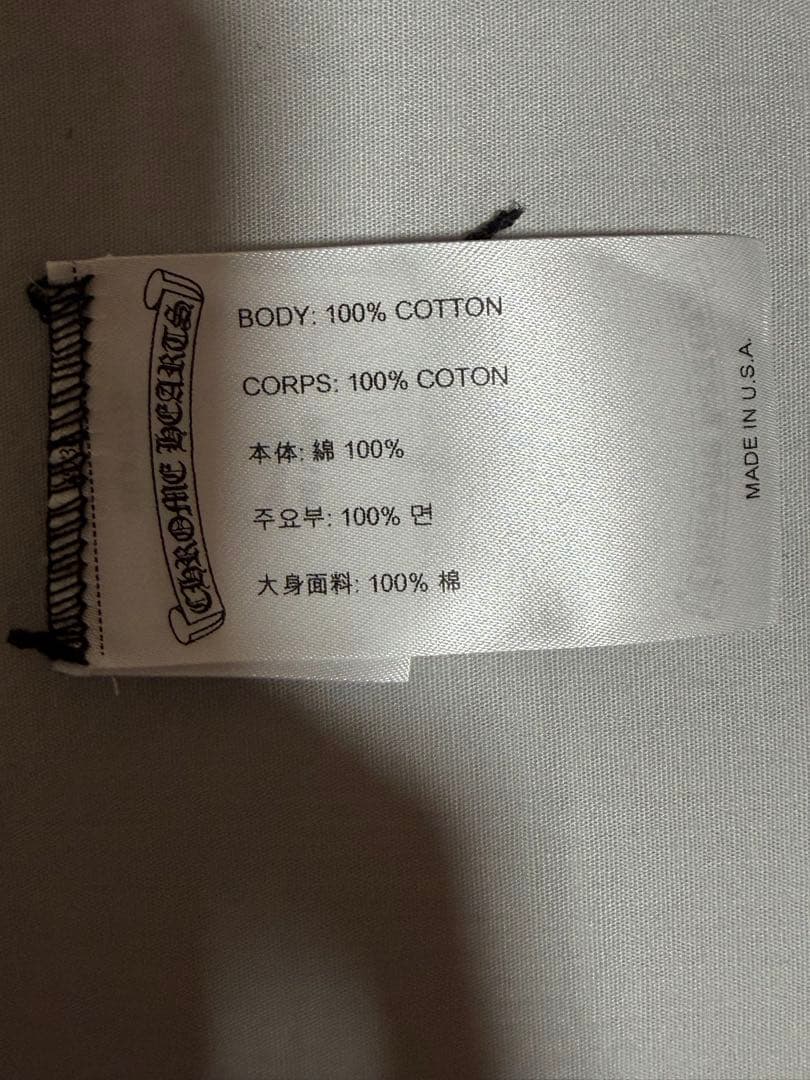 CHROME HEARTS
BODY: 100% COTTON
CORPS: 100% COTON
本体: 綿 100%
주요부: 100% 면
大身面料: 100% 棉
MADE IN U.S.A.